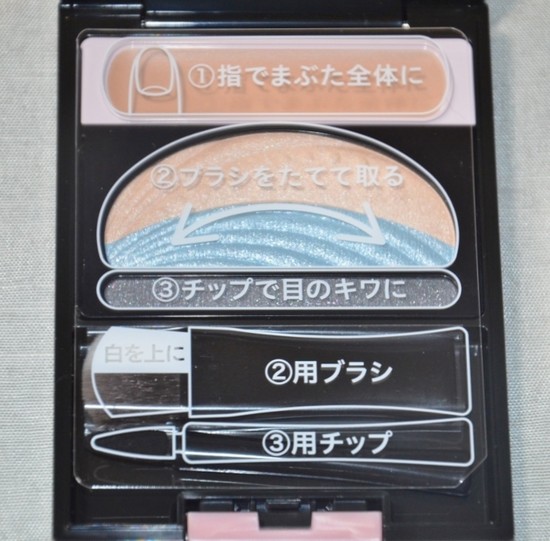 ①指でまぶた全体に
②ブラシをたてて取る
③チップで目のキワに
白を上に
②用ブラシ
③用チップ